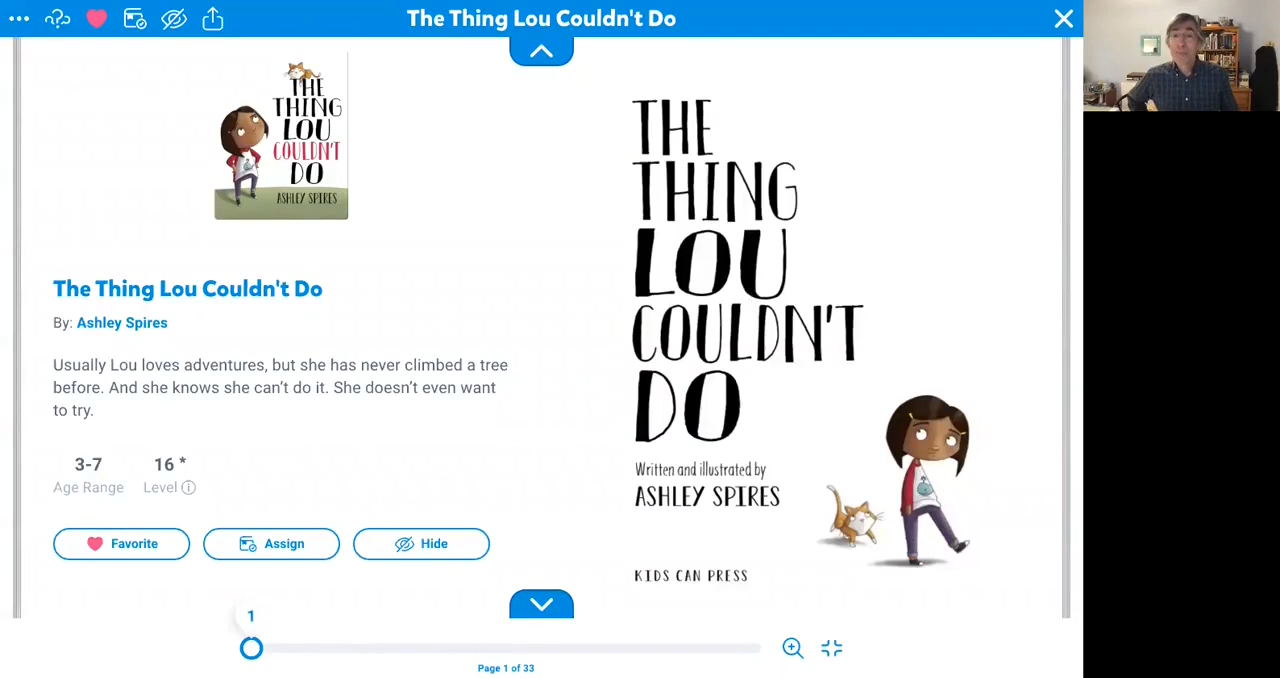 The Thing Lou Couldn't Do
THE
THING
LOU
COULDN'T
DO
ASHLEY SPIRES
The Thing Lou Couldn't Do
By: Ashley Spires
Usually Lou loves adventures, but she has never climbed a tree
before. And she knows she can’t do it. She doesn’t even want
to try.
3-7
Age Range
16 *
Level
Favorite
Assign
Hide
THE
THING
LOU
COULDN'T
DO
Written and illustrated by
ASHLEY SPIRES
KIDS CAN PRESS
1
Page 1 of 33